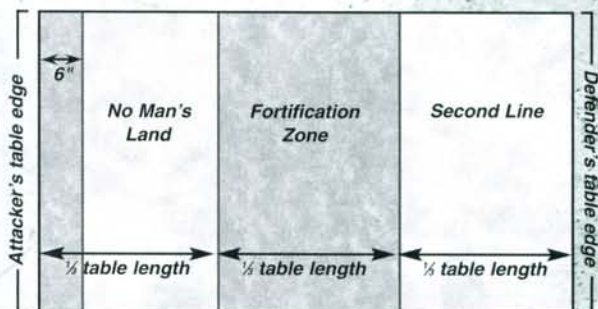 Attacker's table edge
6"
No Man's
Land
Fortification
Zone
Second Line
Defender's table edge
⅓ table length
⅓ table length
⅓ table length